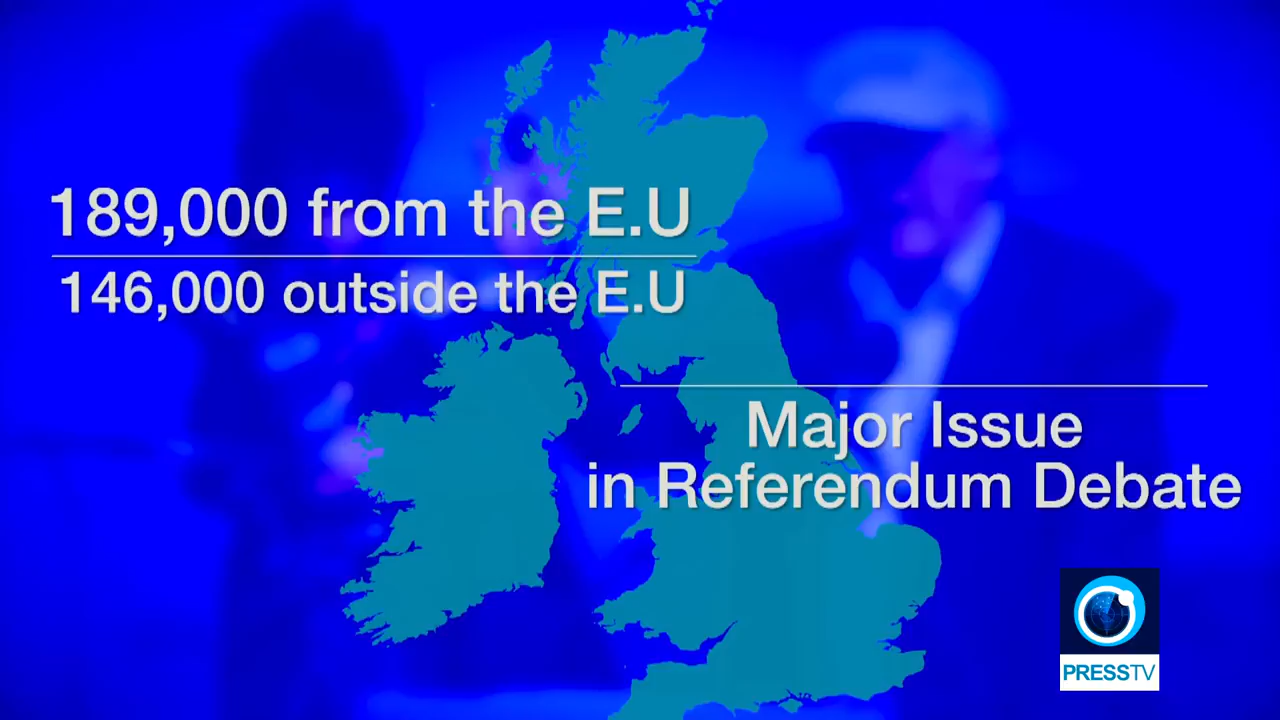 189,000 from the E.U
146,000 outside the E.U
Major Issue
in Referendum Debate
PRESSTV